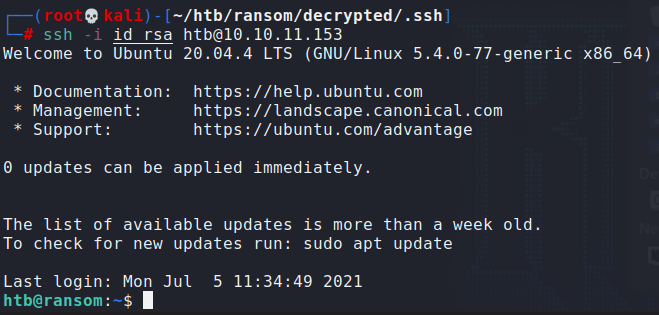 ┌──(root💀kali)-[~/htb/ransom/decrypted/.ssh]
└─# ssh -i id_rsa htb@10.10.11.153
Welcome to Ubuntu 20.04.4 LTS (GNU/Linux 5.4.0-77-generic x86_64)
* Documentation:  https://help.ubuntu.com
* Management:     https://landscape.canonical.com
* Support:        https://ubuntu.com/advantage
0 updates can be applied immediately.
The list of available updates is more than a week old.
To check for new updates run: sudo apt update
Last login: Mon Jul  5 11:34:49 2021
htb@ransom:~$